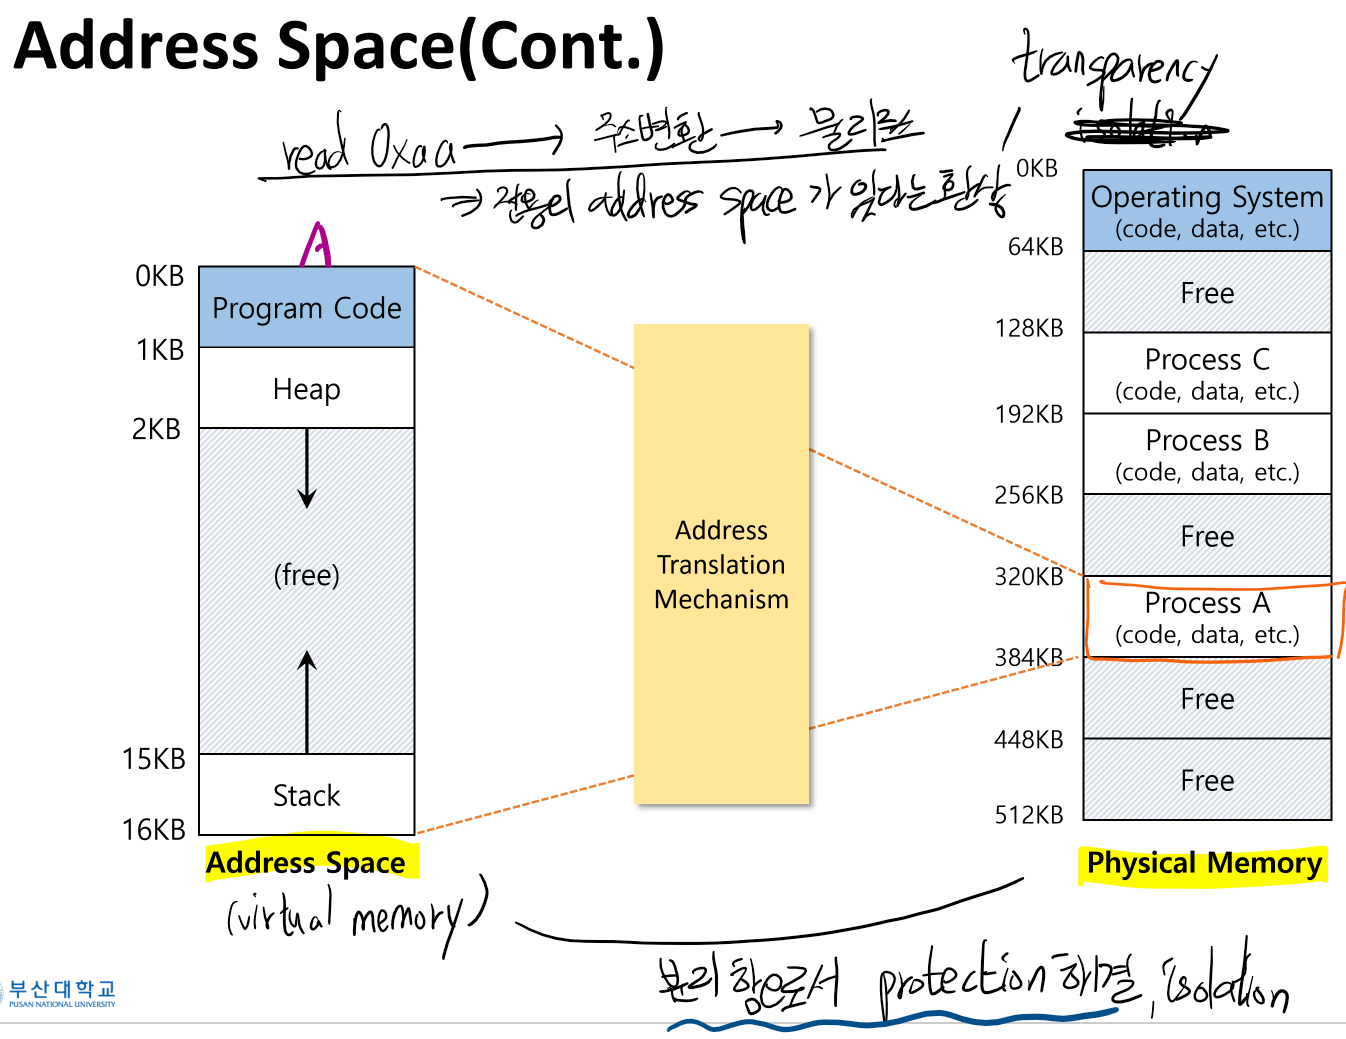 Address Space(Cont.)
transparency
read 0xaa → 주소변환 → 물리주소 /
⇒ 전용의 address space 가 있다는 환상
A
0KB
Program Code
1KB
Heap
2KB
(free)
15KB
Stack
16KB
Address Space
(virtual memory)
Address
Translation
Mechanism
0KB
Operating System
(code, data, etc.)
64KB
Free
128KB
Process C
(code, data, etc.)
192KB
Process B
(code, data, etc.)
256KB
Free
320KB
Process A
(code, data, etc.)
384KB
Free
448KB
Free
512KB
Physical Memory
분리함으로서 protection 해결, isolation
부산대학교
PUSAN NATIONAL UNIVERSITY